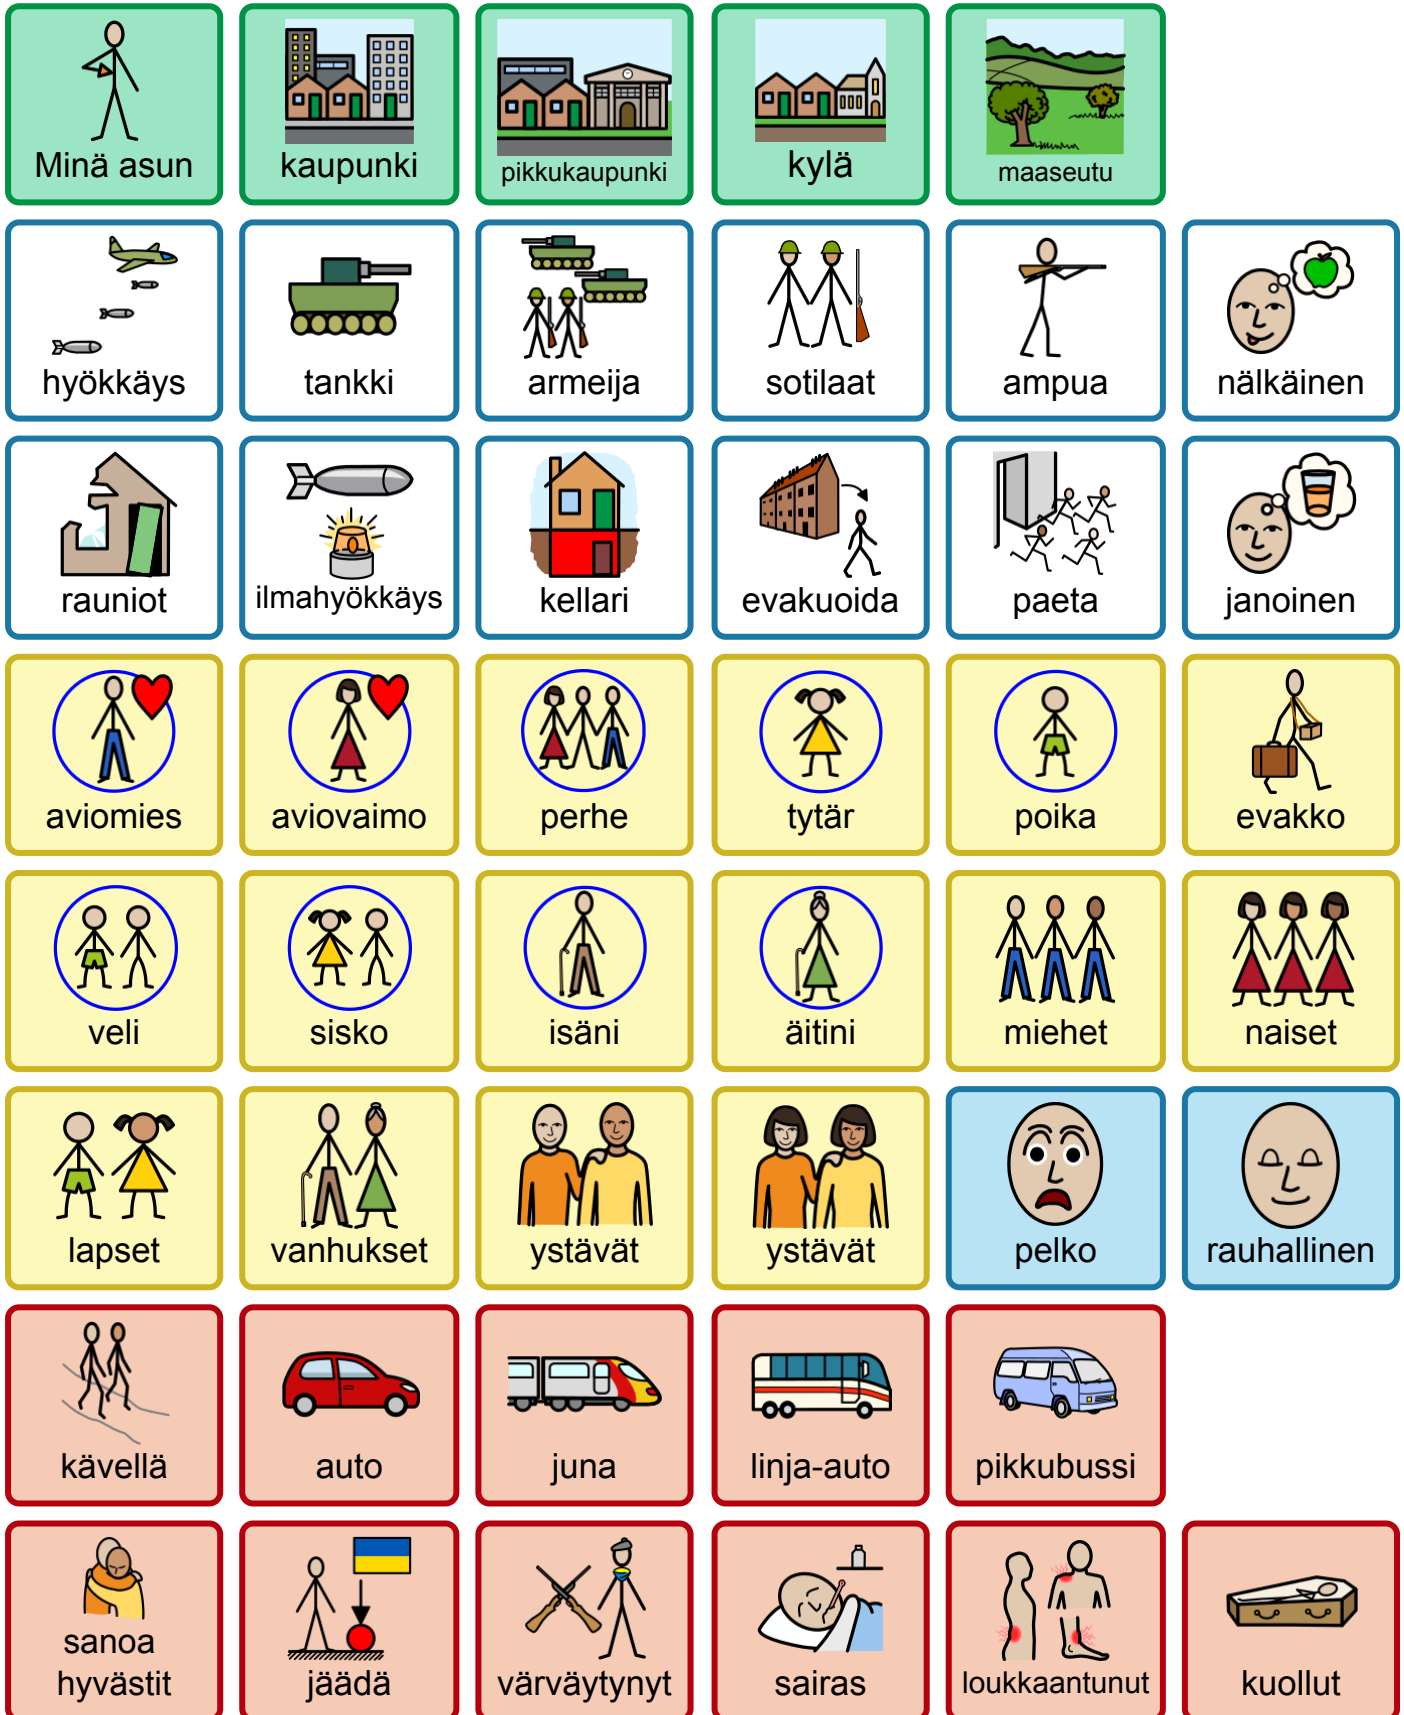 Minä asun
kaupunki
pikkukaupunki
kylä
maaseutu
hyökkäys
tankki
armeija
sotilaat
ampua
nälkäinen
rauniot
ilmahyökkäys
kellari
evakuoida
paeta
janoinen
aviomies
aviovaimo
perhe
tytär
poika
evakko
veli
sisko
isäni
äitini
miehet
naiset
lapset
vanhukset
ystävät
ystävät
pelko
rauhallinen
kävellä
auto
juna
linja-auto
pikkubussi
sanoa
hyvästit
jäädä
värväytynyt
sairas
loukkaantunut
kuollut